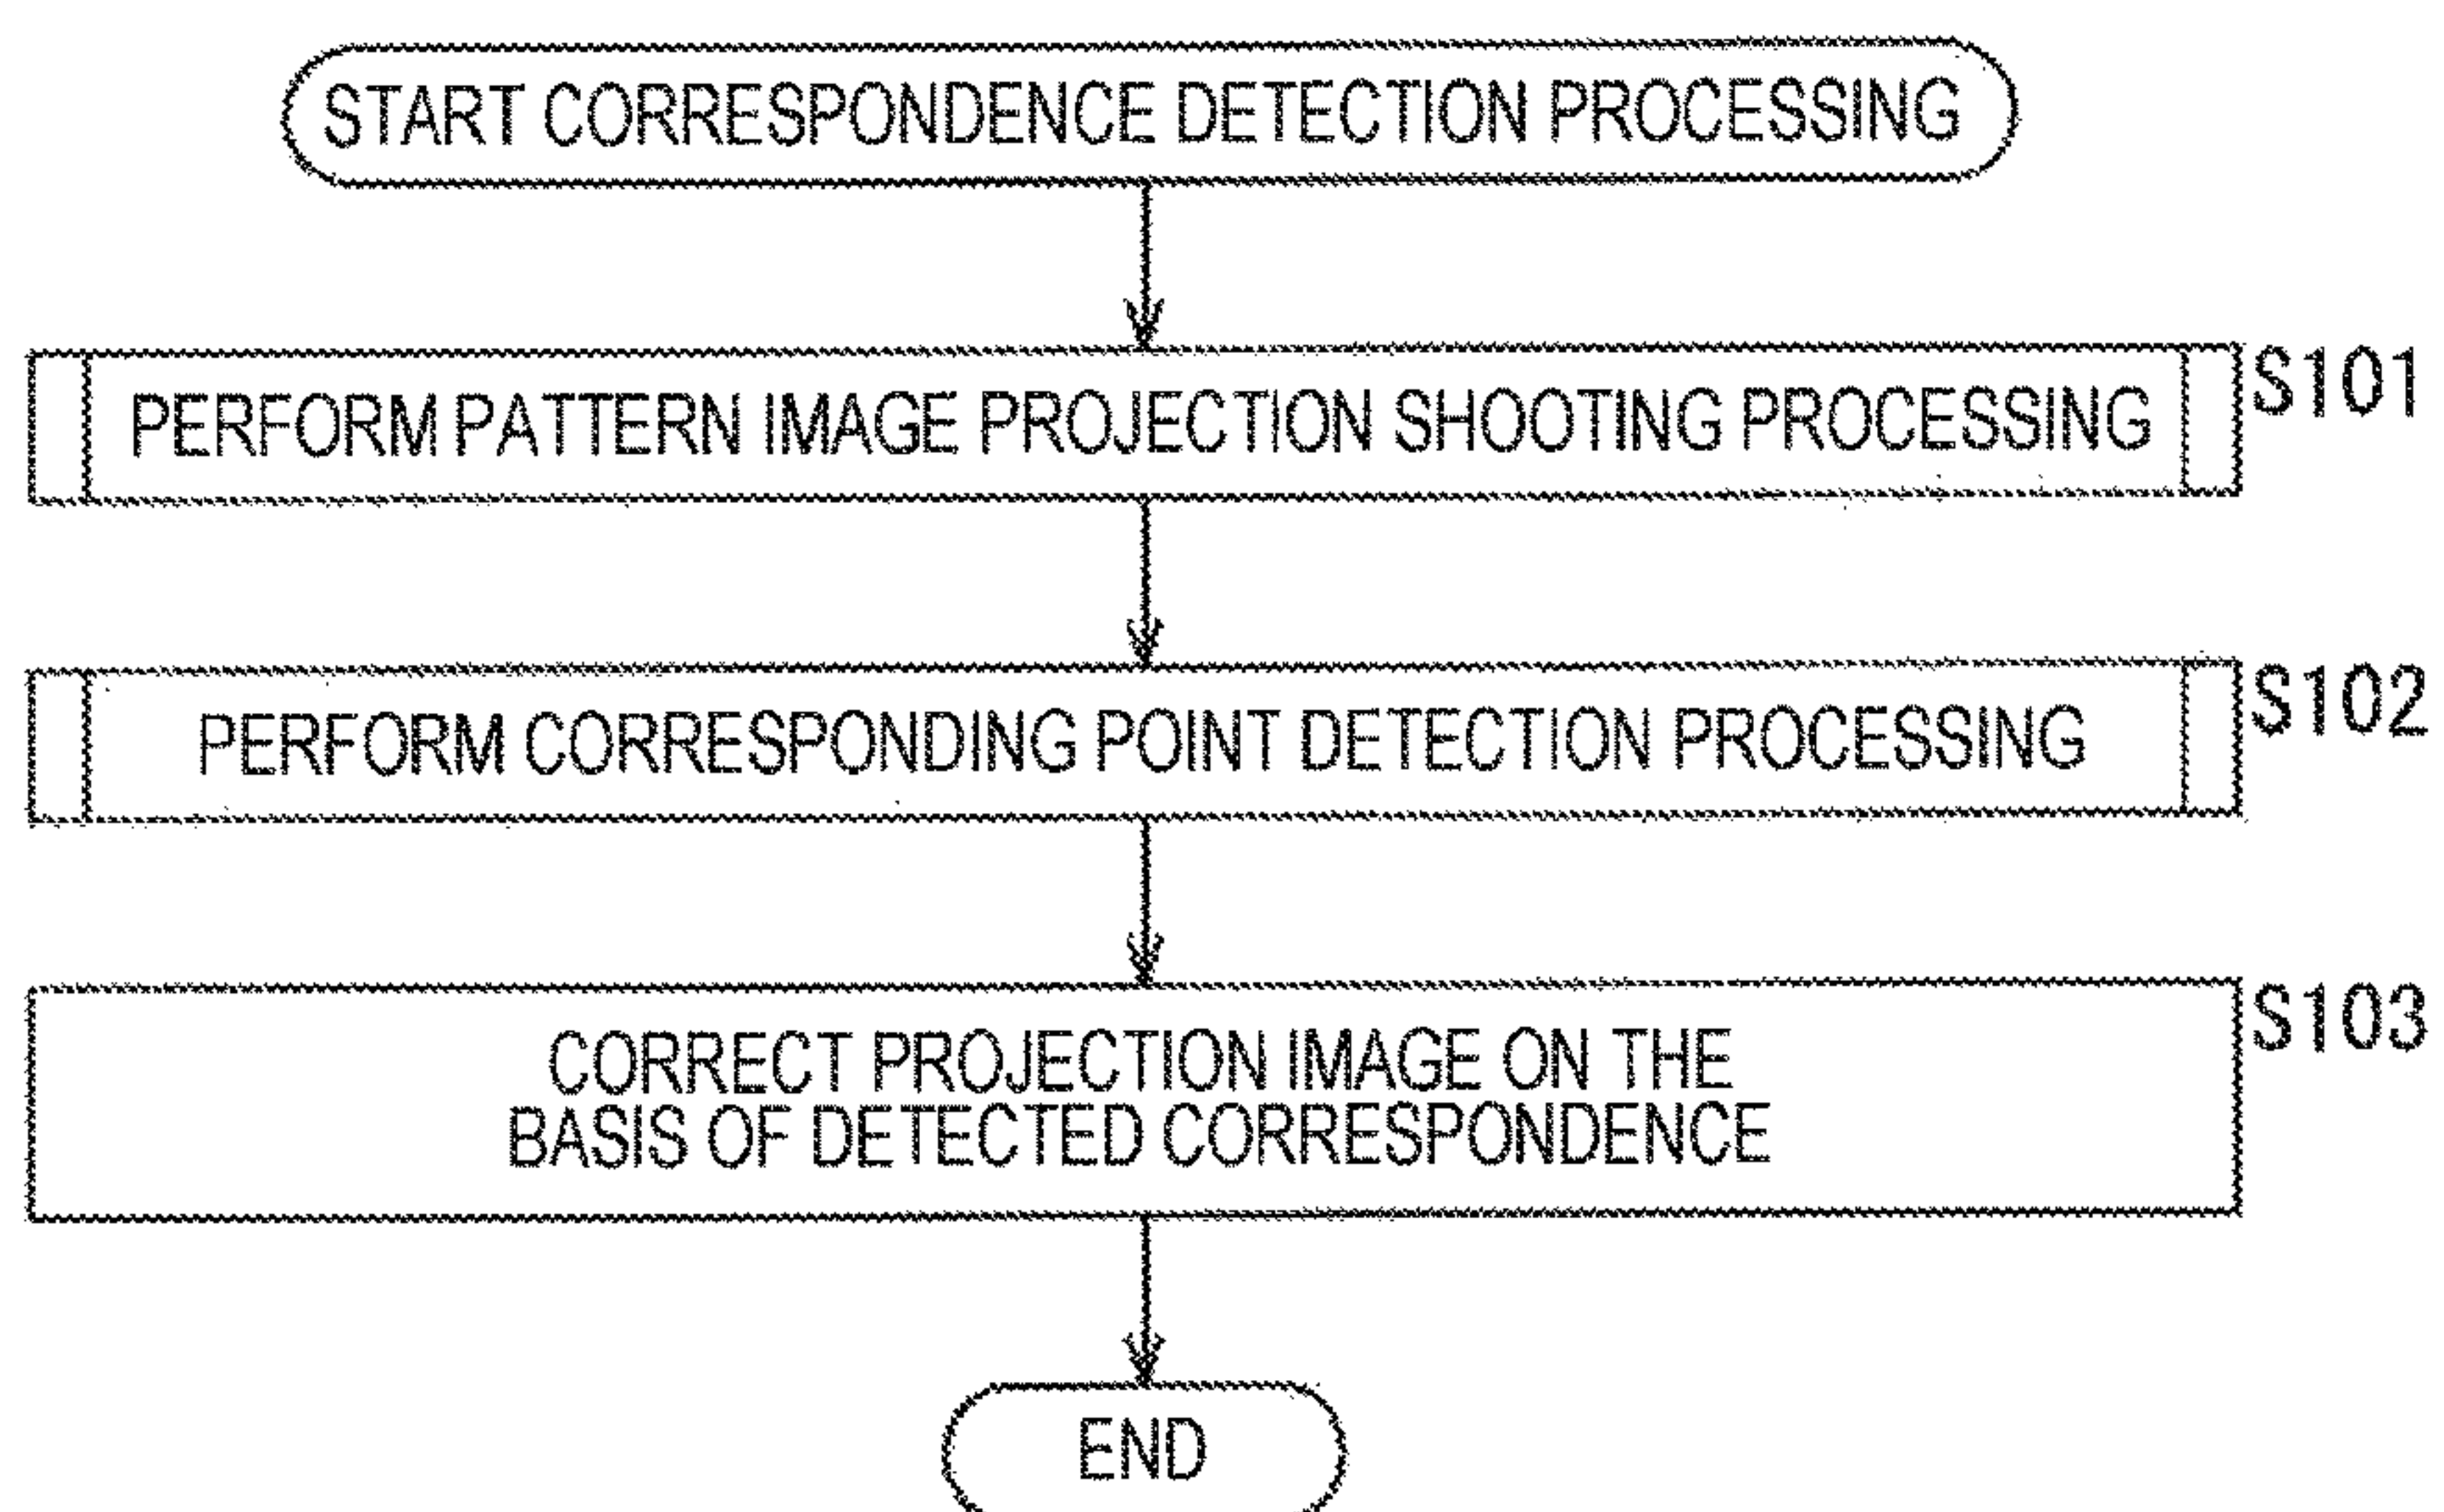 START CORRESPONDENCE DETECTION PROCESSING
PERFORM PATTERN IMAGE PROJECTION SHOOTING PROCESSING
S101
PERFORM CORRESPONDING POINT DETECTION PROCESSING
S102
CORRECT PROJECTION IMAGE ON THE
BASIS OF DETECTED CORRESPONDENCE
S103
END